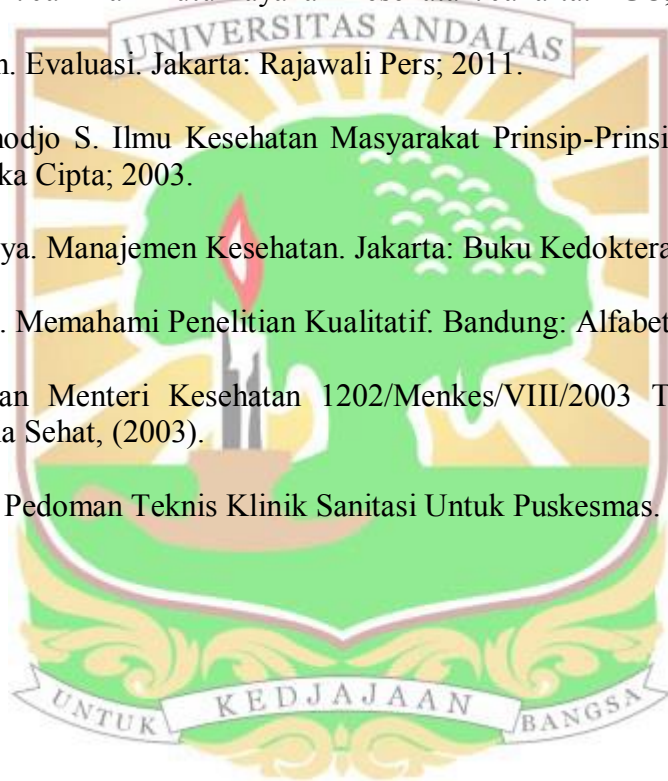 UNIVERSITAS ANDALAS
n. Evaluasi. Jakarta: Rajawali Pers; 2011.
odjo S. Ilmu Kesehatan Masyarakat Prinsip-Prinsi
ka Cipta; 2003.
ya. Manajemen Kesehatan. Jakarta: Buku Kedoktera
. Memahami Penelitian Kualitatif. Bandung: Alfabet
an Menteri Kesehatan 1202/Menkes/VIII/2003 T
a Sehat, (2003).
Pedoman Teknis Klinik Sanitasi Untuk Puskesmas.
UNTUK KEDJAJAAN BANGSA